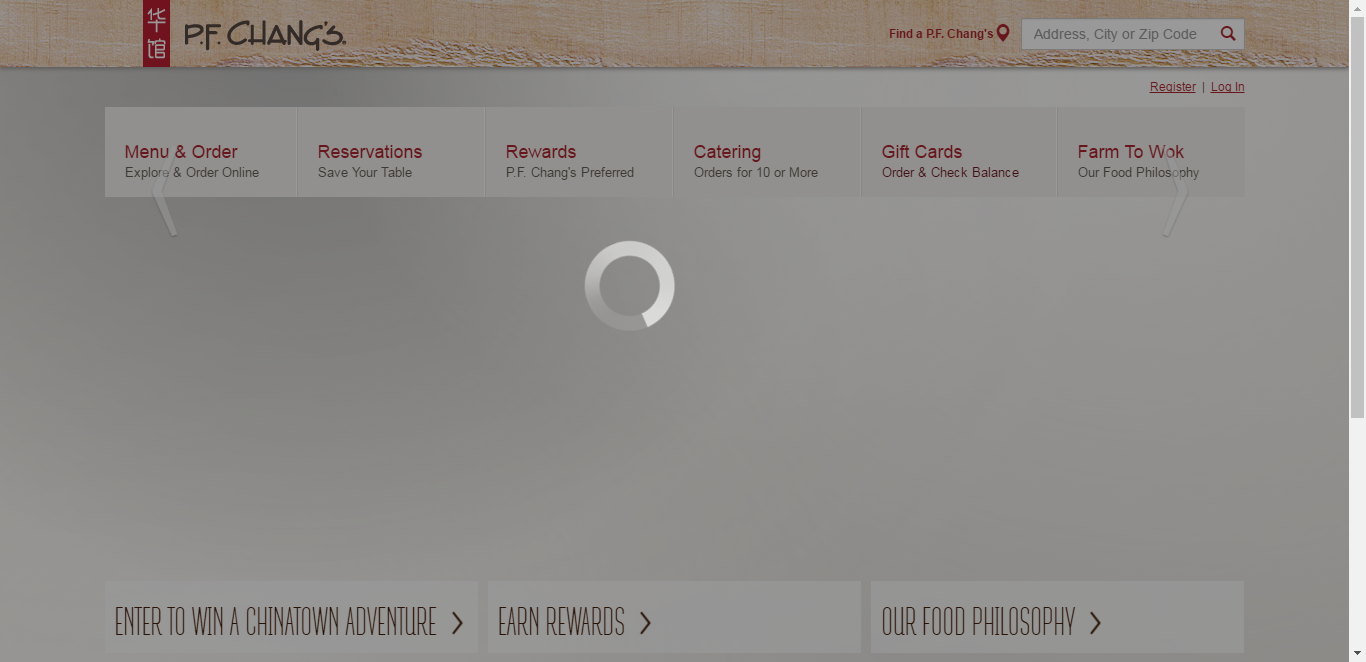 华
馆
P.F. CHANG'S
Find a P.F. Chang's
Address, City or Zip Code
Register | Log In
Menu & Order
Explore & Order Online
Reservations
Save Your Table
Rewards
P.F. Chang's Preferred
Catering
Orders for 10 or More
Gift Cards
Order & Check Balance
Farm To Wok
Our Food Philosophy
ENTER TO WIN A CHINATOWN ADVENTURE
EARN REWARDS
OUR FOOD PHILOSOPHY